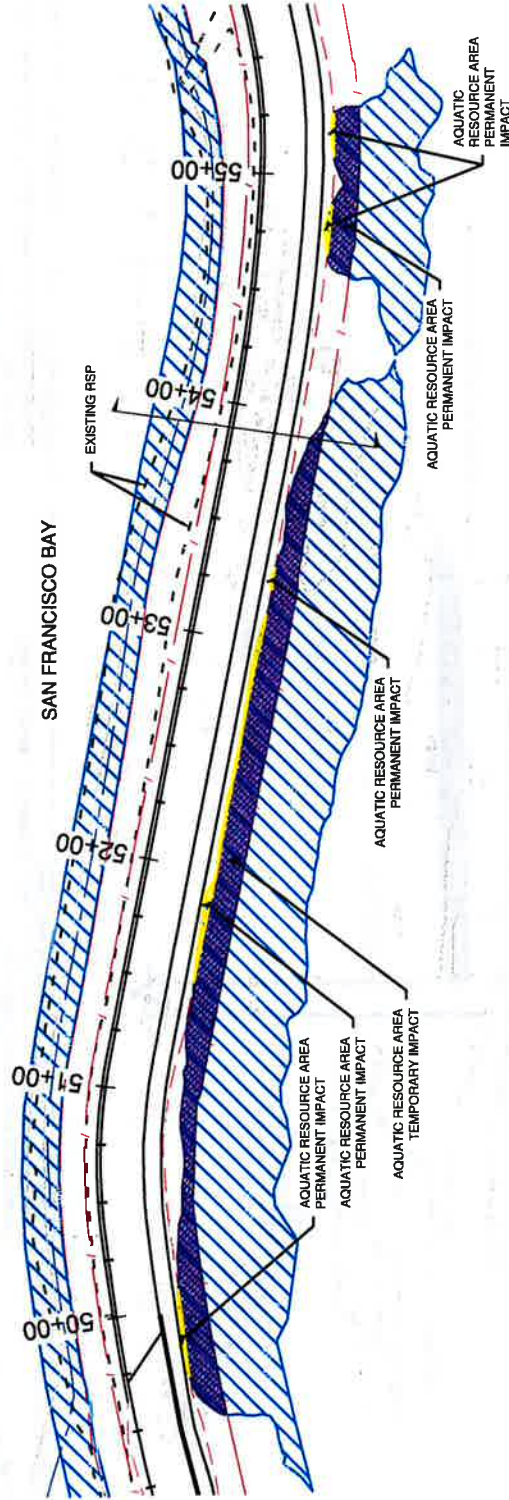 SAN FRANCISCO BAY
EXISTING RSP
50+00
51+00
52+00
53+00
54+00
55+00
AQUATIC RESOURCE AREA
PERMANENT IMPACT
AQUATIC RESOURCE AREA
PERMANENT IMPACT
AQUATIC RESOURCE AREA
TEMPORARY IMPACT
AQUATIC RESOURCE AREA
PERMANENT IMPACT
AQUATIC RESOURCE AREA
PERMANENT IMPACT
AQUATIC
RESOURCE AREA
PERMANENT
IMPACT